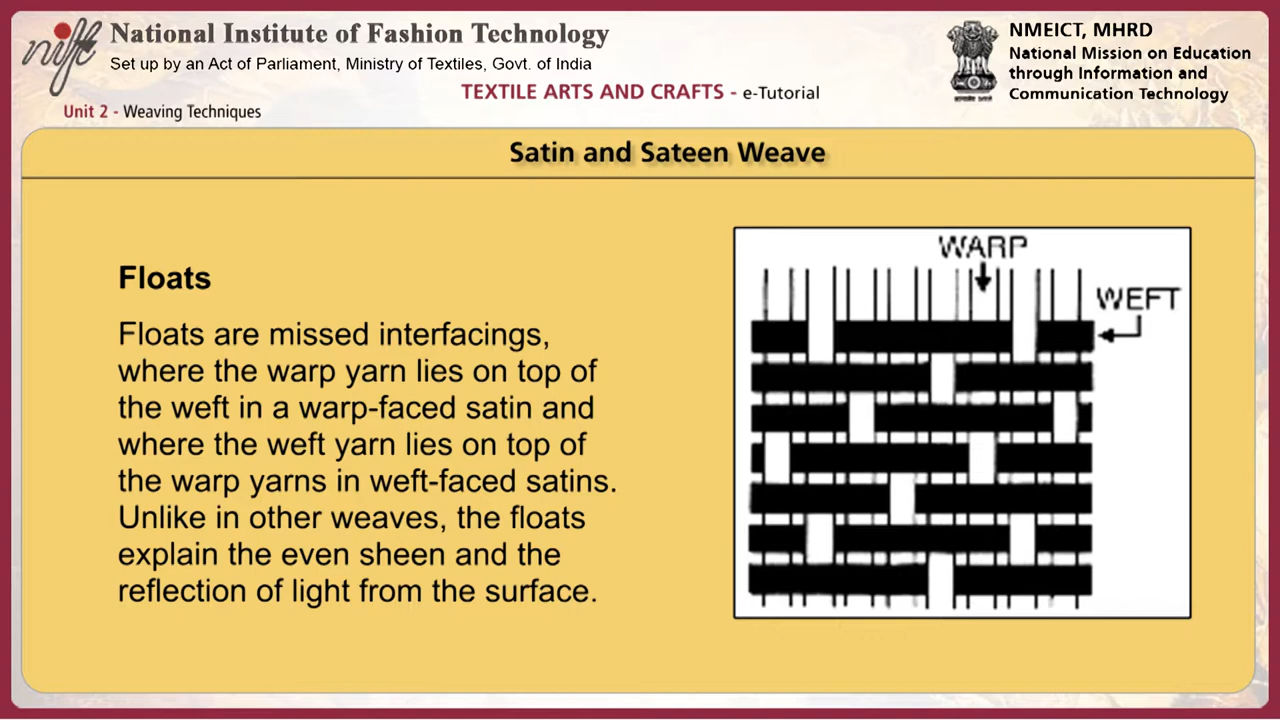 nift
National Institute of Fashion Technology
Set up by an Act of Parliament, Ministry of Textiles, Govt. of India
NMEICT, MHRD
National Mission on Education
through Information and
Communication Technology
TEXTILE ARTS AND CRAFTS - e-Tutorial
Unit 2 - Weaving Techniques
Satin and Sateen Weave
Floats
Floats are missed interfacings,
where the warp yarn lies on top of
the weft in a warp-faced satin and
where the weft yarn lies on top of
the warp yarns in weft-faced satins.
Unlike in other weaves, the floats
explain the even sheen and the
reflection of light from the surface.
WARP
WEFT